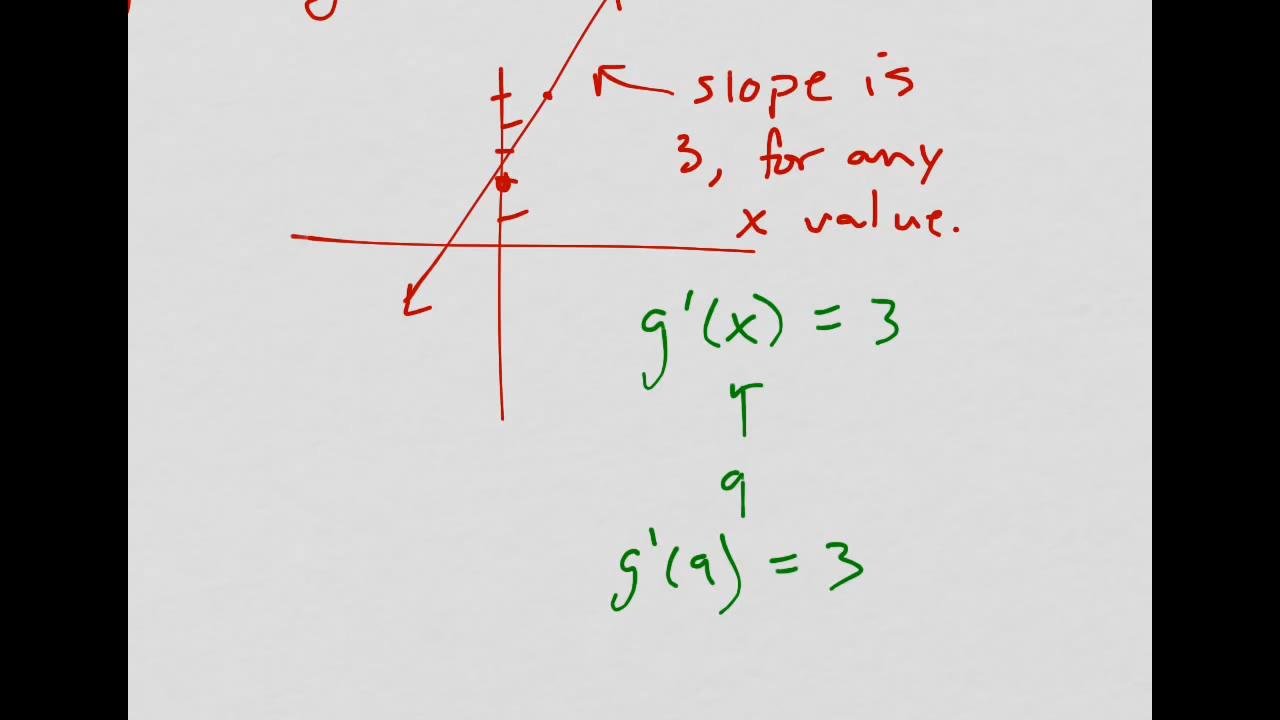 slope is
3, for any
x value.
g'(x) = 3
9
g'(9) = 3